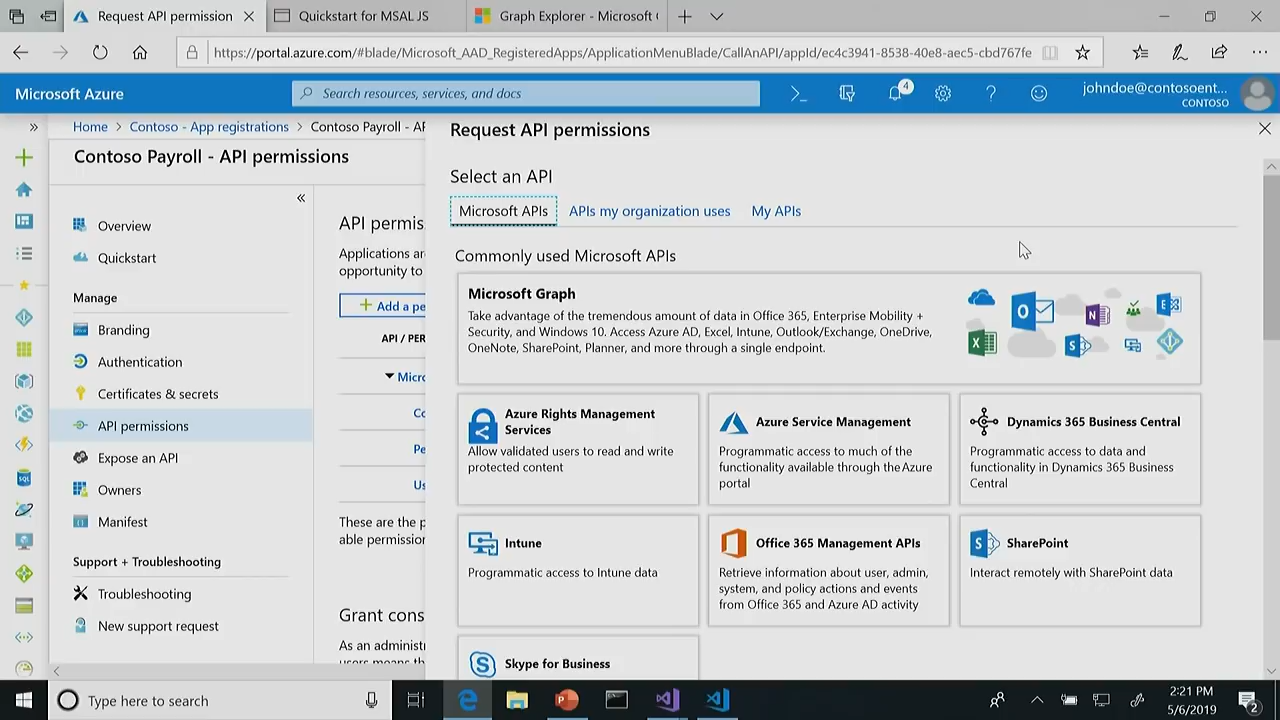 Request API permission
Quickstart for MSAL JS
Graph Explorer - Microsoft
https://portal.azure.com/#blade/Microsoft_AAD_RegisteredApps/ApplicationMenuBlade/CallAnAPI/appId/ec4c3941-8538-40e8-aec5-cbd767fe
Microsoft Azure
Search resources, services, and docs
4
johndoe@contosoent...
CONTOSO
Home > Contoso - App registrations > Contoso Payroll - AP
Contoso Payroll - API permissions
Overview
Quickstart
Manage
Branding
Authentication
Certificates & secrets
API permissions
Expose an API
Owners
Manifest
Support + Troubleshooting
Troubleshooting
New support request
API permis
Applications ar
opportunity to
Add a pe
API / PER
Micro
Co
Pe
Us
These are the p
able permission
Grant cons
As an administ
users means th
Request API permissions
Select an API
Microsoft APIs
APIs my organization uses
My APIs
Commonly used Microsoft APIs
Microsoft Graph
Take advantage of the tremendous amount of data in Office 365, Enterprise Mobility +
Security, and Windows 10. Access Azure AD, Excel, Intune, Outlook/Exchange, OneDrive,
OneNote, SharePoint, Planner, and more through a single endpoint.
Azure Rights Management
Services
Allow validated users to read and write
protected content
Azure Service Management
Programmatic access to much of the
functionality available through the Azure
portal
Dynamics 365 Business Central
Programmatic access to data and
functionality in Dynamics 365 Business
Central
Intune
Programmatic access to Intune data
Office 365 Management APIs
Retrieve information about user, admin,
system, and policy actions and events
from Office 365 and Azure AD activity
SharePoint
Interact remotely with SharePoint data
Skype for Business
Type here to search
2:21 PM
5/6/2019
2